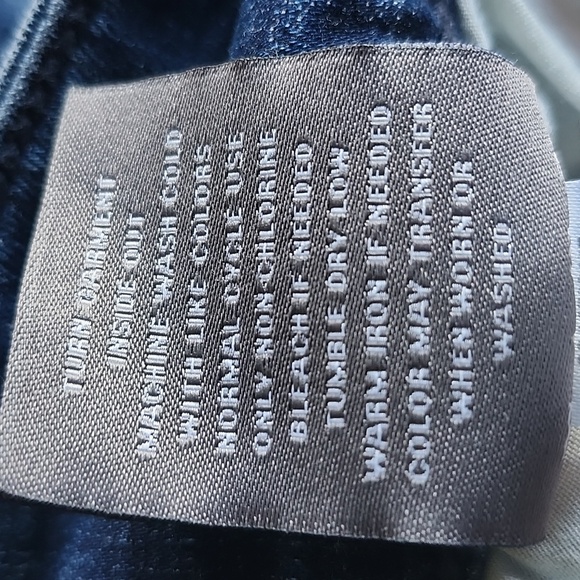 TURN GARMENT
INSIDE OUT
MACHINE WASH COLD
WITH LIKE COLORS
NORMAL CYCLE USE
ONLY NON-CHLORINE
BLEACH IF NEEDED
TUMBLE DRY LOW
WARM IRON IF NEEDED
COLOR MAY TRANSFER
WHEN WORN OR
WASHED